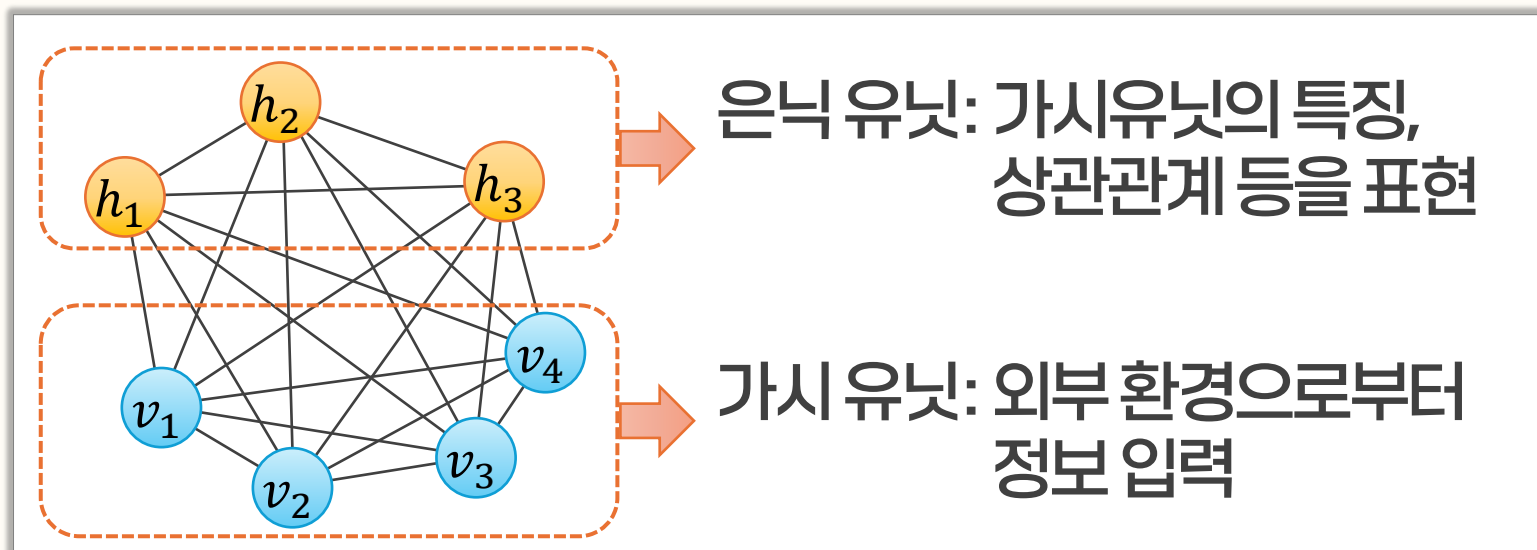 h₂
h₁
h₃
은닉 유닛: 가시유닛의 특징,
상관관계 등을 표현
v₄
v₁
v₃
v₂
가시 유닛: 외부 환경으로부터
정보 입력